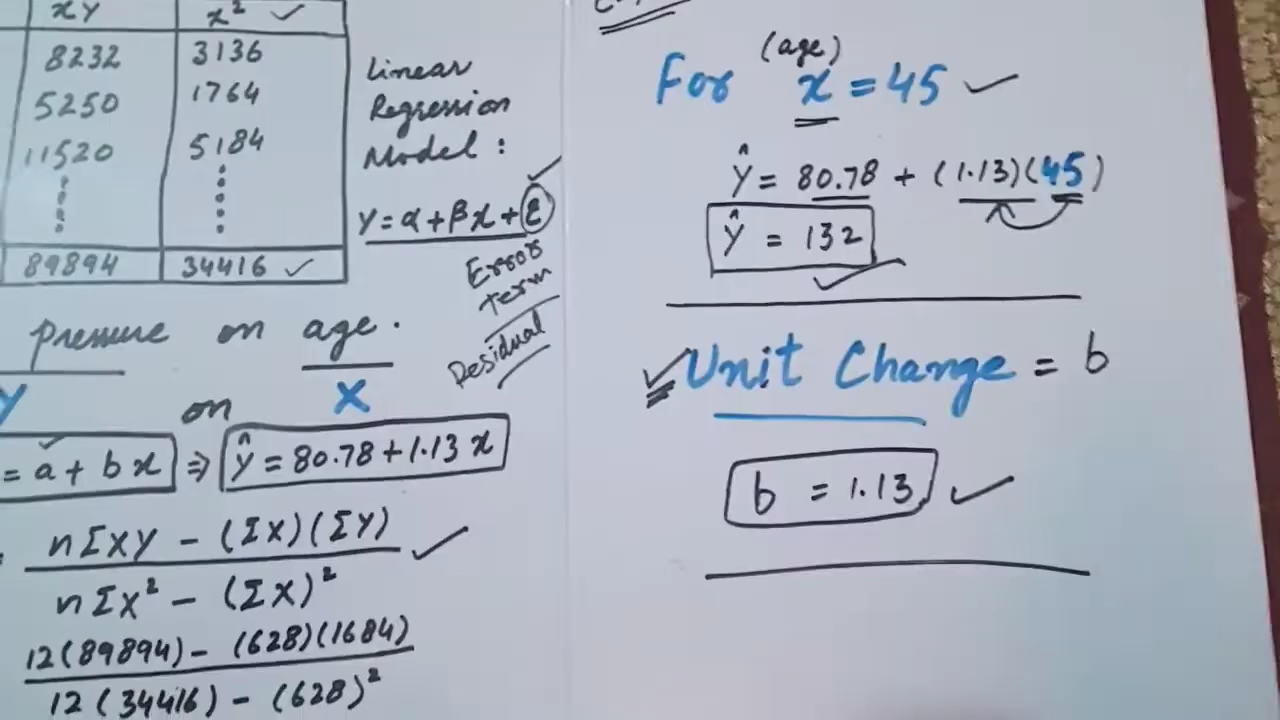 xy x² ✓
8232 3136
5250 1764
11520 5184
89894 34416 ✓
Linear
Regression
Model :
Y = α + βx + ε
Error
term
Residual
pressure on age.
Y on X
= a + bx ⇒ ŷ = 80.78 + 1.13 x
nΣXY - (ΣX)(ΣY) ✓
nΣX² - (ΣX)²
12(89894) - (628)(1684)
12(34416) - (628)²
(age)
For x = 45 ✓
Ŷ = 80.78 + (1.13)(45)
Ŷ = 132
✓ Unit Change = b
b = 1.13 ✓